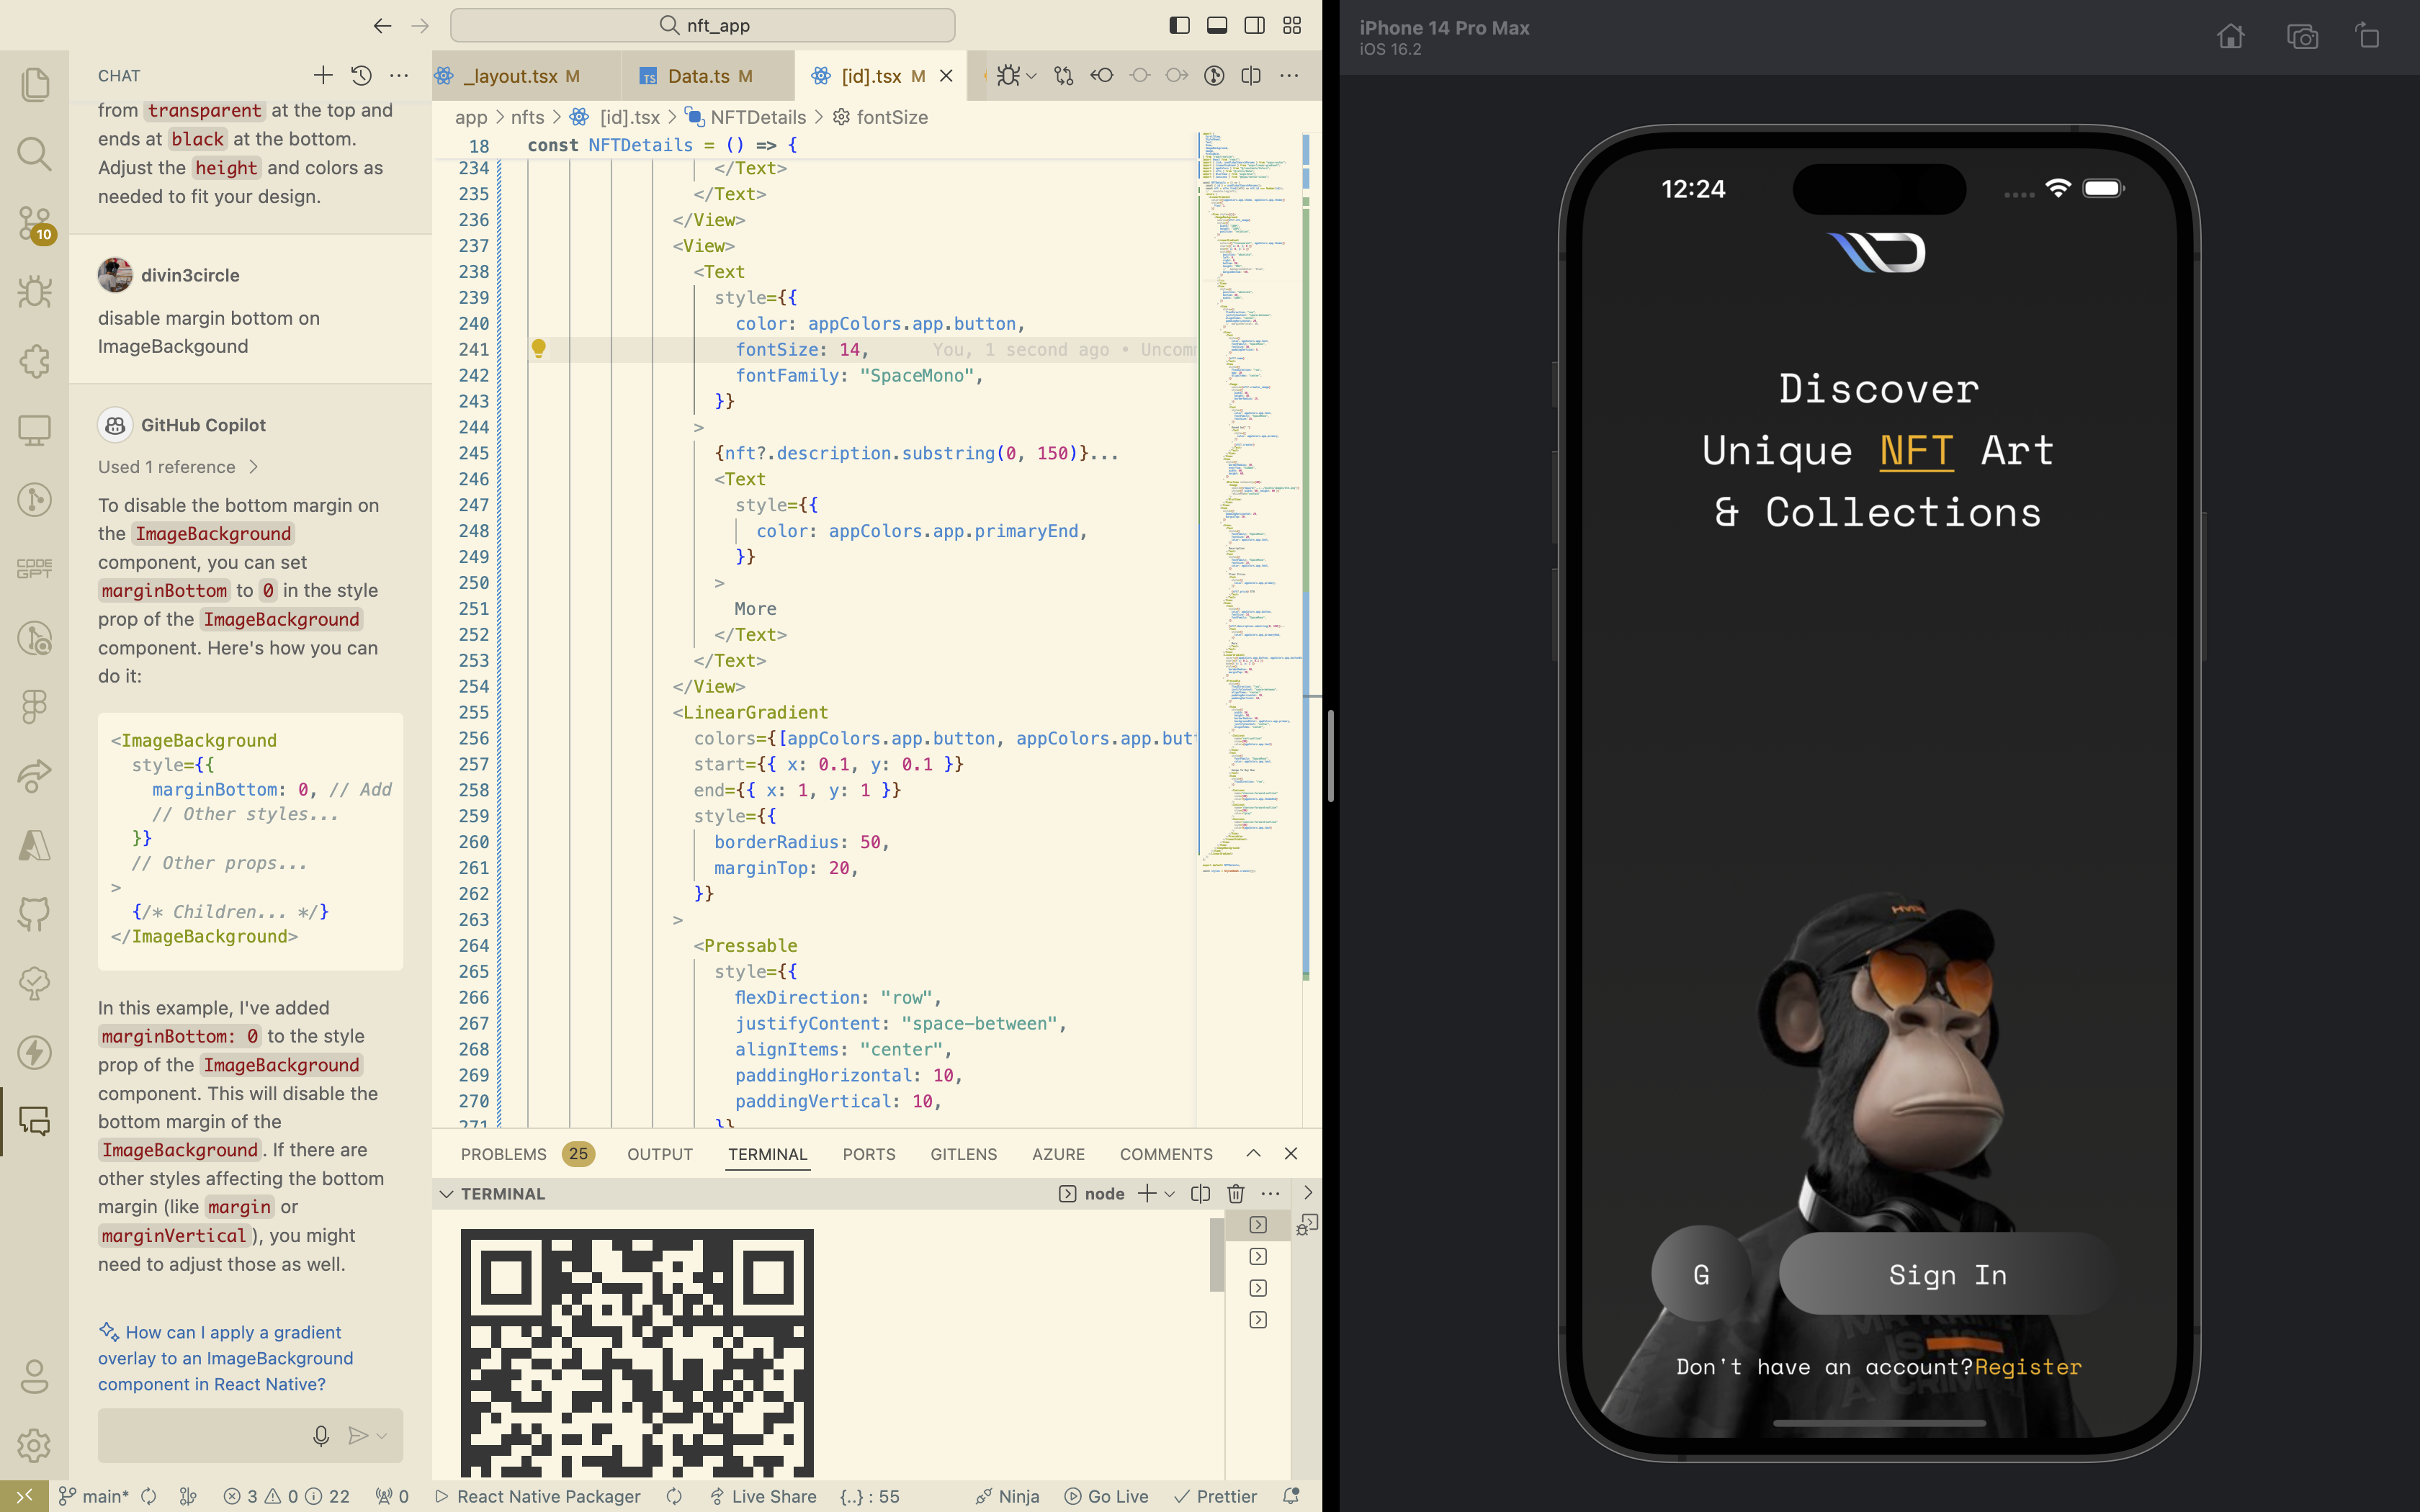 nft_app
CHAT
from transparent at the top and
ends at black at the bottom.
Adjust the height and colors as
needed to fit your design.
divin3circle
disable margin bottom on
ImageBackgound
GitHub Copilot
Used 1 reference
To disable the bottom margin on
the ImageBackground
component, you can set
marginBottom to 0 in the style
prop of the ImageBackground
component. Here's how you can
do it:
<ImageBackground
style={{
marginBottom: 0, // Add
// Other styles...
}}
// Other props...
>
{/* Children... */}
</ImageBackground>
In this example, I've added
marginBottom: 0 to the style
prop of the ImageBackground
component. This will disable the
bottom margin of the
ImageBackground. If there are
other styles affecting the bottom
margin (like margin or
marginVertical), you might
need to adjust those as well.
How can I apply a gradient
overlay to an ImageBackground
component in React Native?
10
CODE
GPT
_layout.tsx M
TS Data.ts M
[id].tsx M
app > nfts > [id].tsx > NFTDetails > fontSize
18 const NFTDetails = () => {
234 </Text>
235 </Text>
236 </View>
237 <View>
238 <Text
239 style={{
240 color: appColors.app.button,
241 fontSize: 14, You, 1 second ago • Uncom
242 fontFamily: "SpaceMono",
243 }}
244 >
245 {nft?.description.substring(0, 150)}...
246 <Text
247 style={{
248 color: appColors.app.primaryEnd,
249 }}
250 >
251 More
252 </Text>
253 </Text>
254 </View>
255 <LinearGradient
256 colors={[appColors.app.button, appColors.app.but
257 start={{ x: 0.1, y: 0.1 }}
258 end={{ x: 1, y: 1 }}
259 style={{
260 borderRadius: 50,
261 marginTop: 20,
262 }}
263 >
264 <Pressable
265 style={{
266 flexDirection: "row",
267 justifyContent: "space-between",
268 alignItems: "center",
269 paddingHorizontal: 10,
270 paddingVertical: 10,
271 }}
PROBLEMS 25 OUTPUT TERMINAL PORTS GITLENS AZURE COMMENTS
TERMINAL
node
main* 3 0 22 0 React Native Packager Live Share {..} : 55 Ninja Go Live Prettier
iPhone 14 Pro Max
iOS 16.2
12:24
Discover
Unique NFT Art
& Collections
G
Sign In
IS NOT
Don't have an account?Register
A CRIME